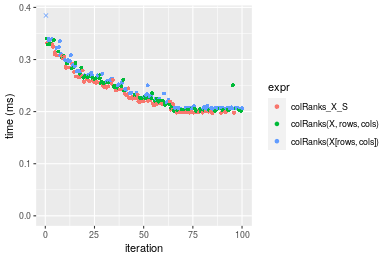 0.4
0.3
0.2
0.1
0.0
time (ms)
0
25
50
75
100
iteration
expr
colRanks_X_S
colRanks(X, rows, cols)
colRanks(X[rows, cols])